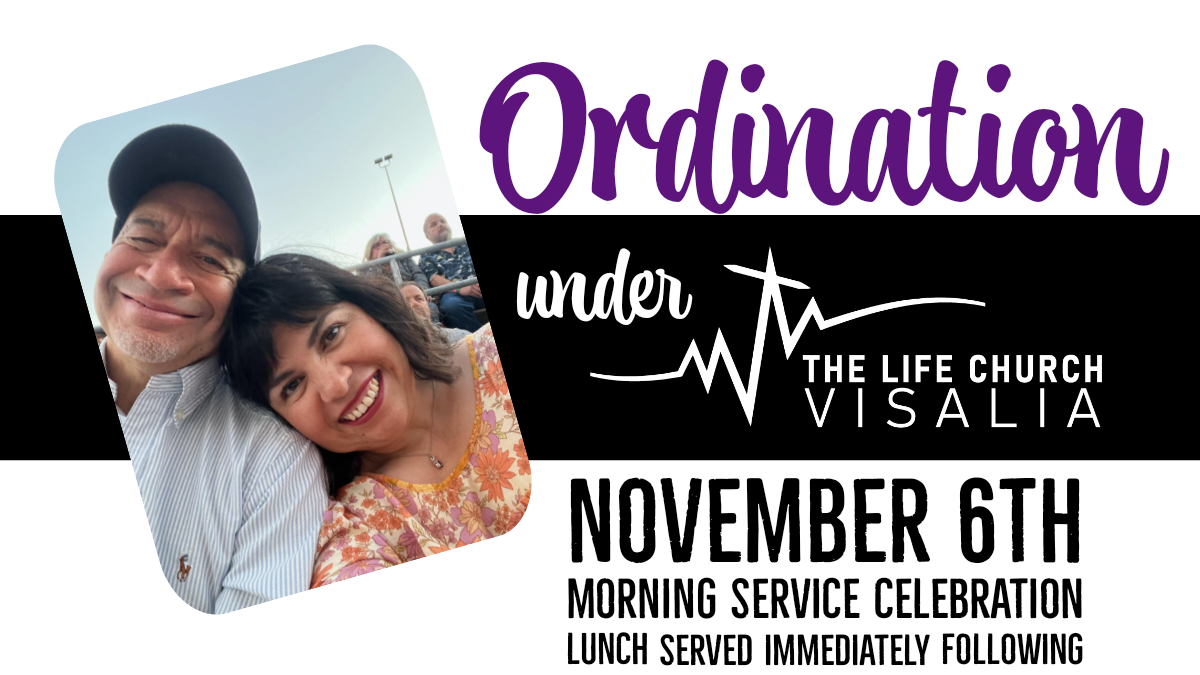 Ordination
under
THE LIFE CHURCH
VISALIA
NOVEMBER 6TH
MORNING SERVICE CELEBRATION
LUNCH SERVED IMMEDIATELY FOLLOWING